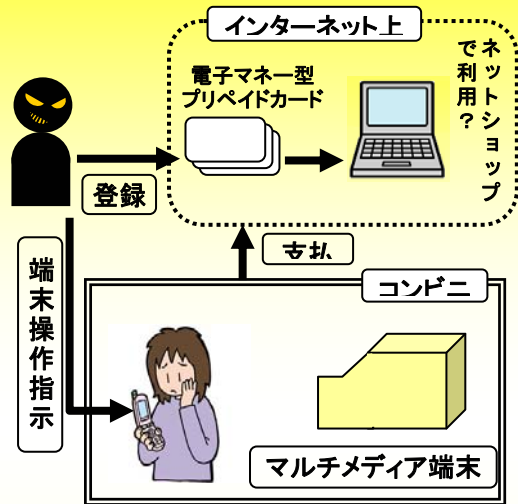 インターネット上
電子マネー型
プリペイドカード
ネットショップ
で利用?
登録
支払
コンビニ
端末操作指示
マルチメディア端末